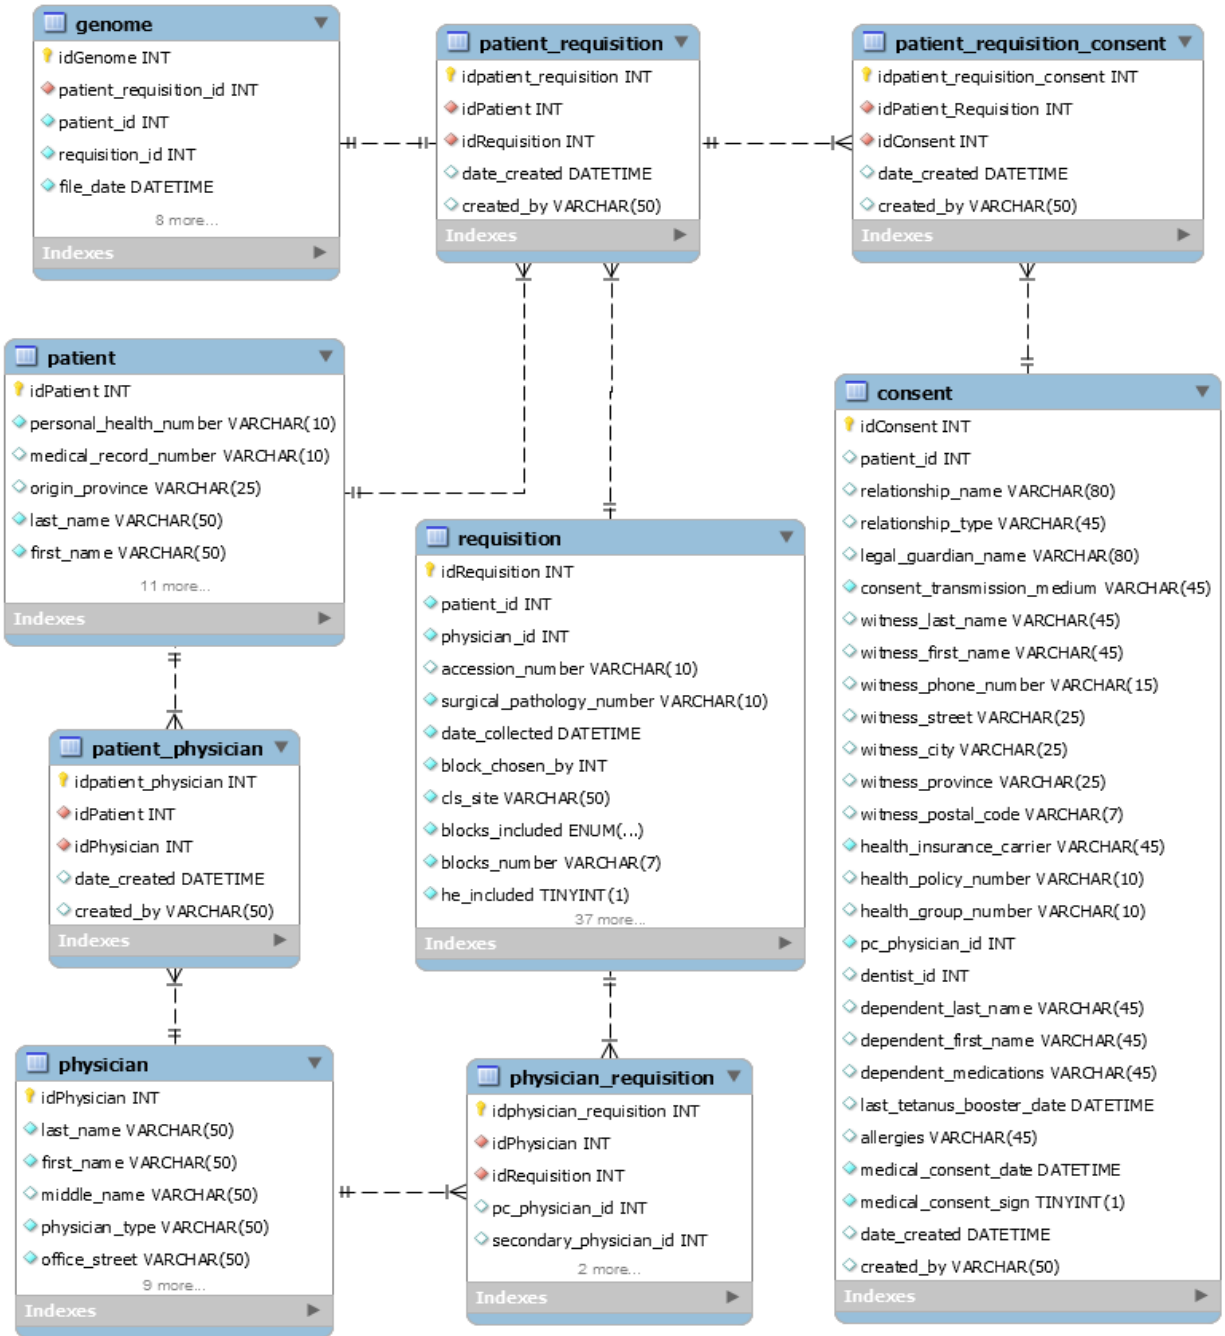 genome
idGenome INT
patient_requisition_id INT
patient_id INT
requisition_id INT
file_date DATETIME
8 more...
Indexes
patient_requisition
idpatient_requisition INT
idPatient INT
idRequisition INT
date_created DATETIME
created_by VARCHAR(50)
Indexes
patient_requisition_consent
idpatient_requisition_consent INT
idPatient_Requisition INT
idConsent INT
date_created DATETIME
created_by VARCHAR(50)
Indexes
patient
idPatient INT
personal_health_number VARCHAR(10)
medical_record_number VARCHAR(10)
origin_province VARCHAR(25)
last_name VARCHAR(50)
first_name VARCHAR(50)
11 more...
Indexes
requisition
idRequisition INT
patient_id INT
physician_id INT
accession_number VARCHAR(10)
surgical_pathology_number VARCHAR(10)
date_collected DATETIME
block_chosen_by INT
cls_site VARCHAR(50)
blocks_included ENUM(...)
blocks_number VARCHAR(7)
he_included TINYINT(1)
37 more...
Indexes
consent
idConsent INT
patient_id INT
relationship_name VARCHAR(80)
relationship_type VARCHAR(45)
legal_guardian_name VARCHAR(80)
consent_transmission_medium VARCHAR(45)
witness_last_name VARCHAR(45)
witness_first_name VARCHAR(45)
witness_phone_number VARCHAR(15)
witness_street VARCHAR(25)
witness_city VARCHAR(25)
witness_province VARCHAR(25)
witness_postal_code VARCHAR(7)
health_insurance_carrier VARCHAR(45)
health_policy_number VARCHAR(10)
health_group_number VARCHAR(10)
pc_physician_id INT
dentist_id INT
dependent_last_name VARCHAR(45)
dependent_first_name VARCHAR(45)
dependent_medications VARCHAR(45)
last_tetanus_booster_date DATETIME
allergies VARCHAR(45)
medical_consent_date DATETIME
medical_consent_sign TINYINT(1)
date_created DATETIME
created_by VARCHAR(50)
Indexes
patient_physician
idpatient_physician INT
idPatient INT
idPhysician INT
date_created DATETIME
created_by VARCHAR(50)
Indexes
physician
idPhysician INT
last_name VARCHAR(50)
first_name VARCHAR(50)
middle_name VARCHAR(50)
physician_type VARCHAR(50)
office_street VARCHAR(50)
9 more...
Indexes
physician_requisition
idphysician_requisition INT
idPhysician INT
idRequisition INT
pc_physician_id INT
secondary_physician_id INT
2 more...
Indexes